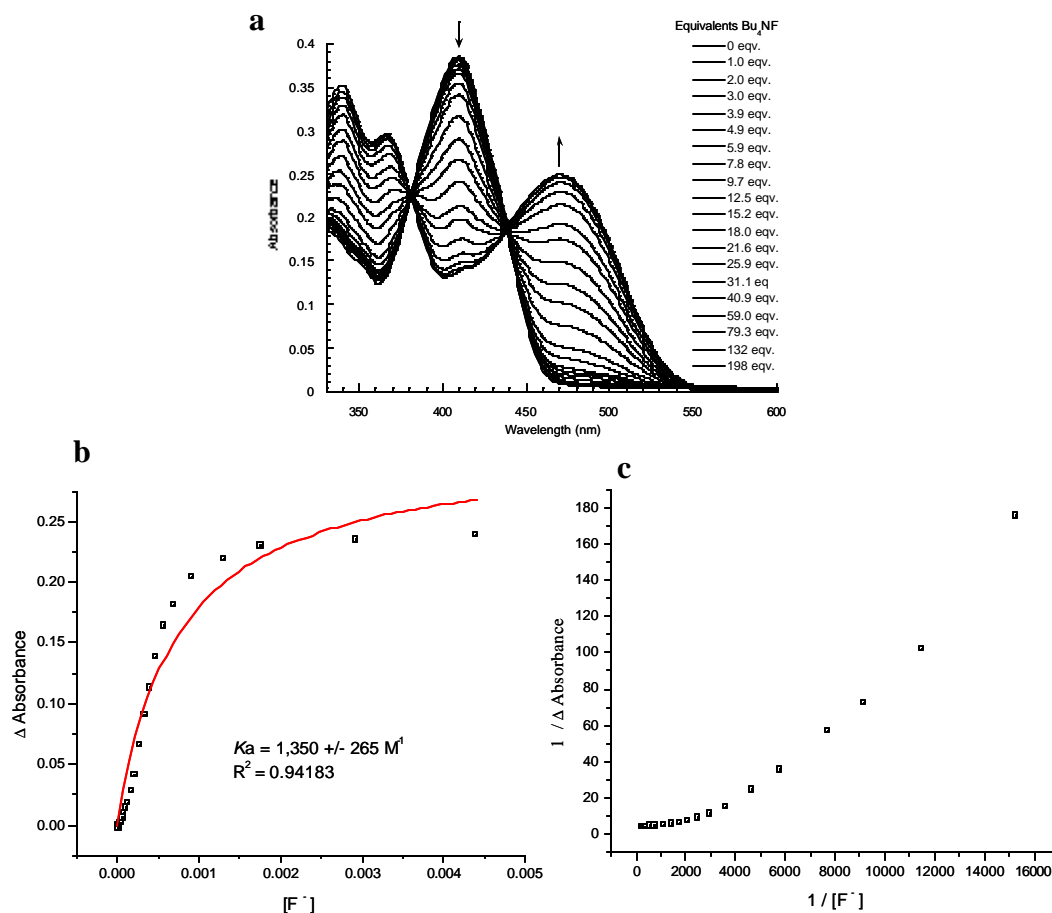 a
Equivalents Bu4NF
0 eqv.
1.0 eqv.
2.0 eqv.
3.0 eqv.
3.9 eqv.
4.9 eqv.
5.9 eqv.
7.8 eqv.
9.7 eqv.
12.5 eqv.
15.2 eqv.
18.0 eqv.
21.6 eqv.
25.9 eqv.
31.1 eq
40.9 eqv.
59.0 eqv.
79.3 eqv.
132 eqv.
198 eqv.
0.4
0.35
0.3
0.25
0.2
0.15
0.1
0.05
0
Absorbance
350 400 450 500 550 600
Wavelength (nm)
b
0.25
0.20
0.15
0.10
0.05
0.00
Δ Absorbance
Ka = 1,350 +/- 265 M^1
R^2 = 0.94183
0.000 0.001 0.002 0.003 0.004 0.005
[F^-]
c
180
160
140
120
100
80
60
40
20
0
1 / Δ Absorbance
0 2000 4000 6000 8000 10000 12000 14000 16000
1 / [F^-]